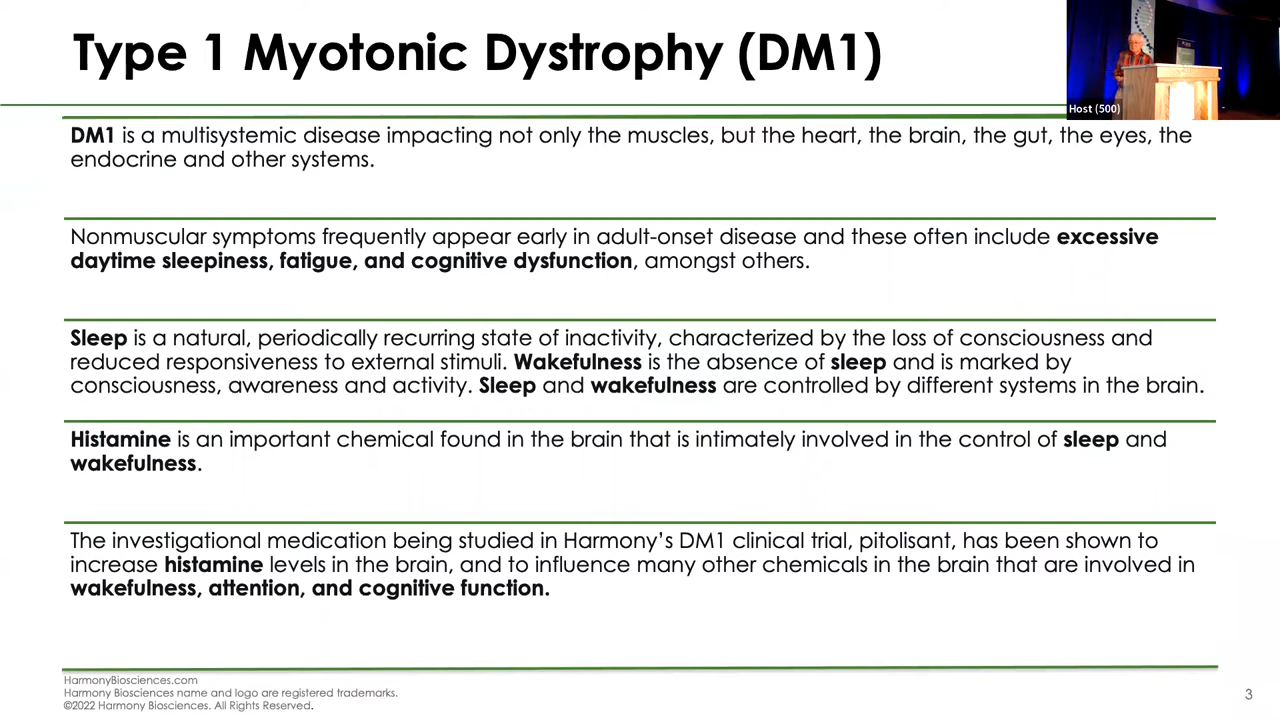 Type 1 Myotonic Dystrophy (DM1)
Host (500)
DM1 is a multisystemic disease impacting not only the muscles, but the heart, the brain, the gut, the eyes, the
endocrine and other systems.
Nonmuscular symptoms frequently appear early in adult-onset disease and these often include excessive
daytime sleepiness, fatigue, and cognitive dysfunction, amongst others.
Sleep is a natural, periodically recurring state of inactivity, characterized by the loss of consciousness and
reduced responsiveness to external stimuli. Wakefulness is the absence of sleep and is marked by
consciousness, awareness and activity. Sleep and wakefulness are controlled by different systems in the brain.
Histamine is an important chemical found in the brain that is intimately involved in the control of sleep and
wakefulness.
The investigational medication being studied in Harmony's DM1 clinical trial, pitolisant, has been shown to
increase histamine levels in the brain, and to influence many other chemicals in the brain that are involved in
wakefulness, attention, and cognitive function.
HarmonyBiosciences.com
Harmony Biosciences name and logo are registered trademarks.
©2022 Harmony Biosciences. All Rights Reserved.
3